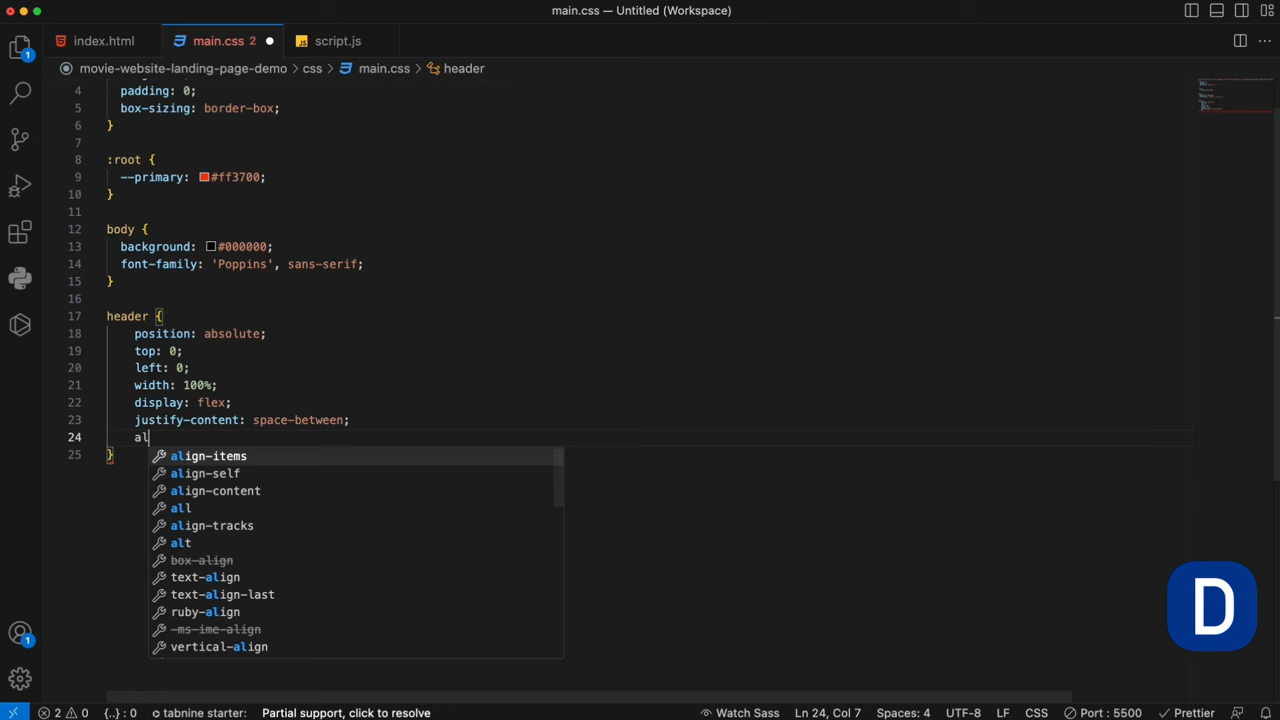 main.css — Untitled (Workspace)
index.html
main.css 2
script.js
movie-website-landing-page-demo > css > main.css > header
4 padding: 0;
5 box-sizing: border-box;
6 }
7
8 :root {
9 --primary: #ff3700;
10 }
11
12 body {
13 background: #000000;
14 font-family: 'Poppins', sans-serif;
15 }
16
17 header {
18 position: absolute;
19 top: 0;
20 left: 0;
21 width: 100%;
22 display: flex;
23 justify-content: space-between;
24 al
25 }
align-items
align-self
align-content
all
align-tracks
alt
box-align
text-align
text-align-last
ruby-align
-ms-ime-align
vertical-align
1
1
D
2 0 {..} : 0 tabnine starter: Partial support, click to resolve Watch Sass Ln 24, Col 7 Spaces: 4 UTF-8 LF CSS Port : 5500 Prettier